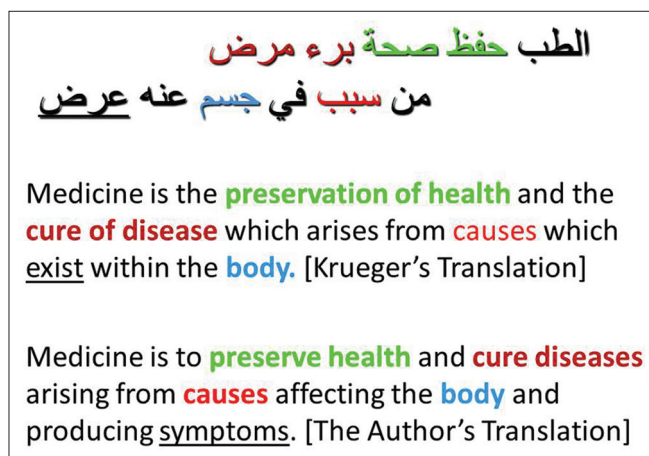 الطب حفظ صحة برء مرض
من سبب في جسم عنه عرض
Medicine is the preservation of health and the
cure of disease which arises from causes which
exist within the body. [Krueger's Translation]
Medicine is to preserve health and cure diseases
arising from causes affecting the body and
producing symptoms. [The Author's Translation]